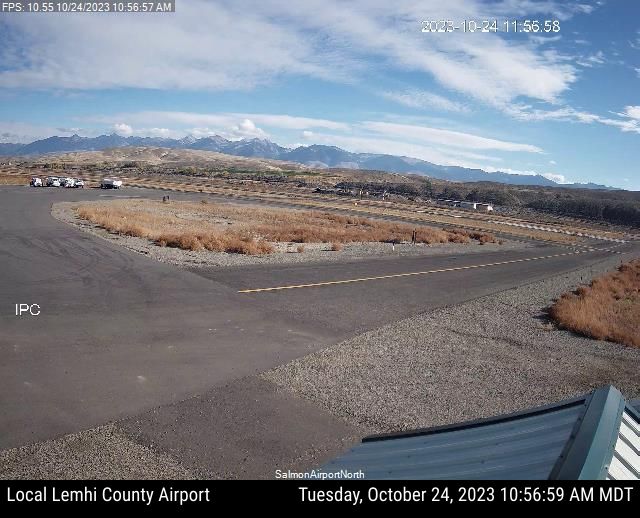 FPS: 10.55 10/24/2023 10:56:57 AM
2023-10-24 11:56:58
IPC
SalmonAirportNorth
Local Lemhi County Airport
Tuesday, October 24, 2023 10:56:59 AM MDT